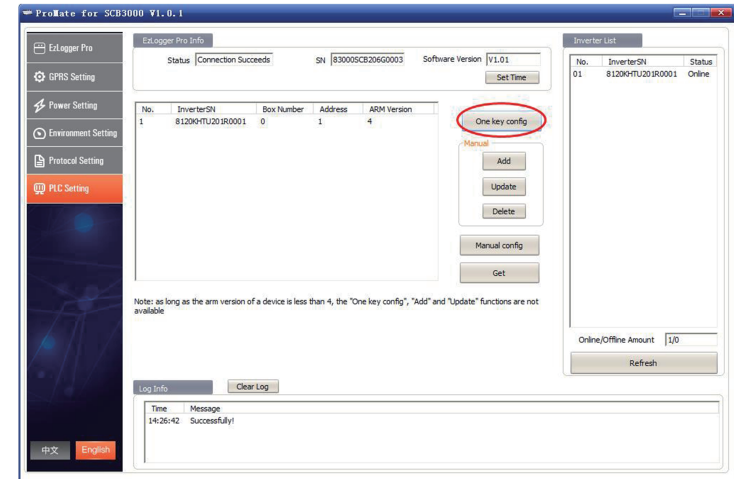 ProMate for SCB3000 V1.0.1
EzLogger Pro
GPRS Setting
Power Setting
Environment Setting
Protocol Setting
PLC Setting
中文 English
EzLogger Pro Info
Status Connection Succeeds SN 83000SCB206G0003 Software Version V1.01
Set Time
No. InverterSN Box Number Address ARM Version
1 8120KHTU201R0001 0 1 4
One key config
Manual
Add
Update
Delete
Manual config
Get
Note: as long as the arm version of a device is less than 4, the "One key config", "Add" and "Update" functions are not
available
Inverter List
No. InverterSN Status
01 8120KHTU201R0001 Online
Online/Offline Amount 1/0
Refresh
Log Info Clear Log
Time Message
14:26:42 Successfully!